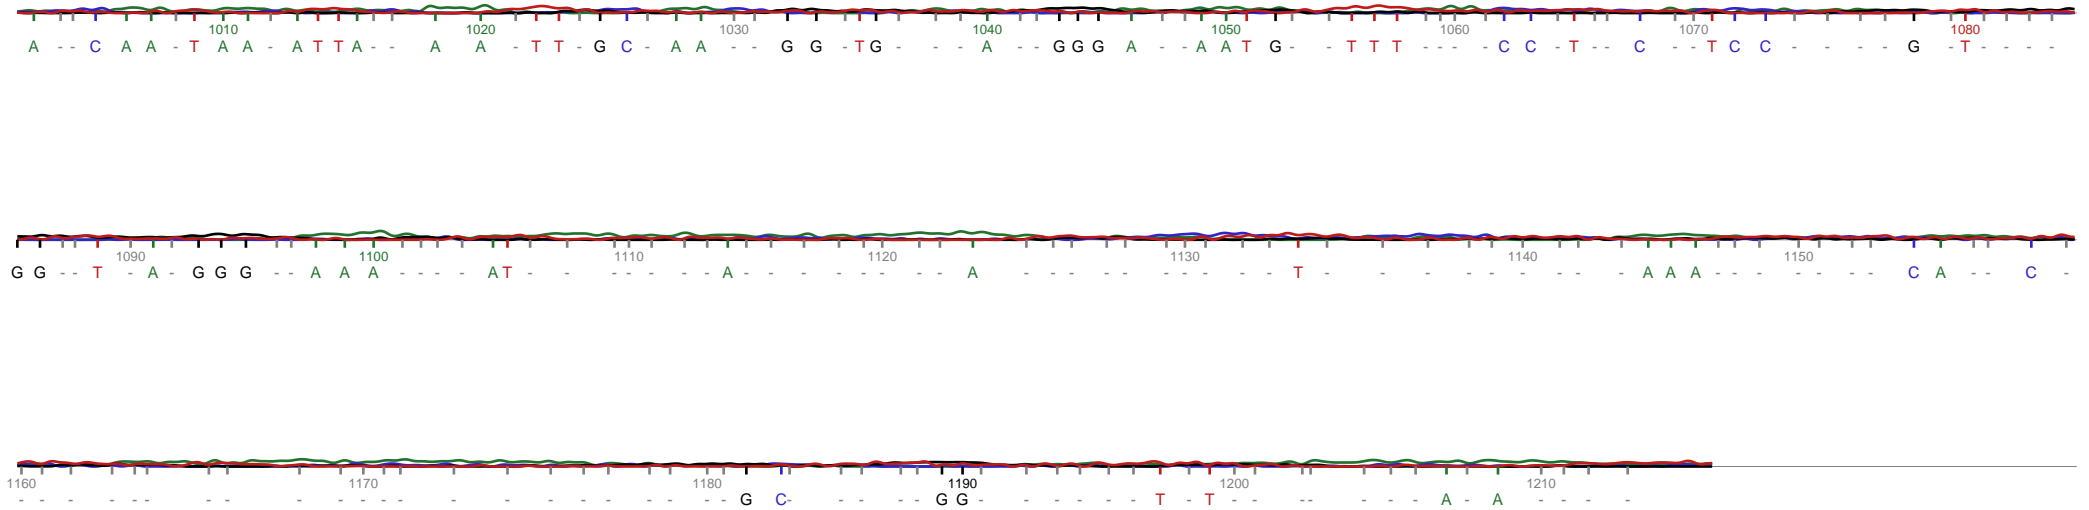 1010 1020 1030 1040 1050 1060 1070 1080
A - - C A A - T A A - A T T A - - A A - T T - G C - A A - - G G - T G - - - A - - G G G A - - A A T G - - T T T - - - - C C - T - - C - - T C C - - - - G - T - - - -
1090 1100 1110 1120 1130 1140 1150
G G - - T - A - G G G - - A A A - - - - A T - - - - - - - - A - - - - - - - - A - - - - - - - - - - T - - - - - - - - - - A A A - - - - - - - - C A - - C -
1160 1170 1180 1190 1200 1210
- - - - - - - - - - - - - - - - - - - - - - G C - - - - - G G - - - - - - T - T - - - - - - - A - A - - - -